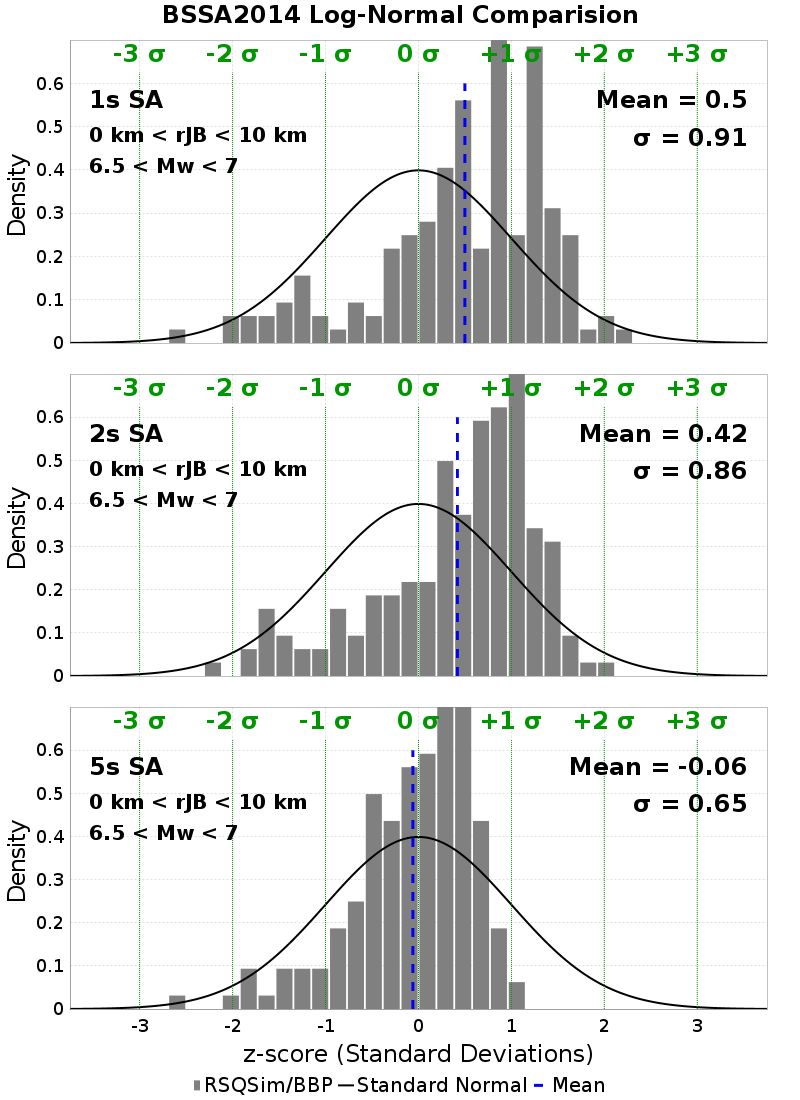 BSSA2014 Log-Normal Comparision
-3 σ -2 σ -1 σ 0 σ +1 σ +2 σ +3 σ
1s SA
0 km < rJB < 10 km
6.5 < Mw < 7
Mean = 0.5
σ = 0.91
Density
0.6
0.5
0.4
0.3
0.2
0.1
0
-3 σ -2 σ -1 σ 0 σ +1 σ +2 σ +3 σ
2s SA
0 km < rJB < 10 km
6.5 < Mw < 7
Mean = 0.42
σ = 0.86
Density
0.6
0.5
0.4
0.3
0.2
0.1
0
-3 σ -2 σ -1 σ 0 σ +1 σ +2 σ +3 σ
5s SA
0 km < rJB < 10 km
6.5 < Mw < 7
Mean = -0.06
σ = 0.65
Density
0.6
0.5
0.4
0.3
0.2
0.1
0
-3 -2 -1 0 1 2 3
z-score (Standard Deviations)
RSQSim/BBP Standard Normal Mean